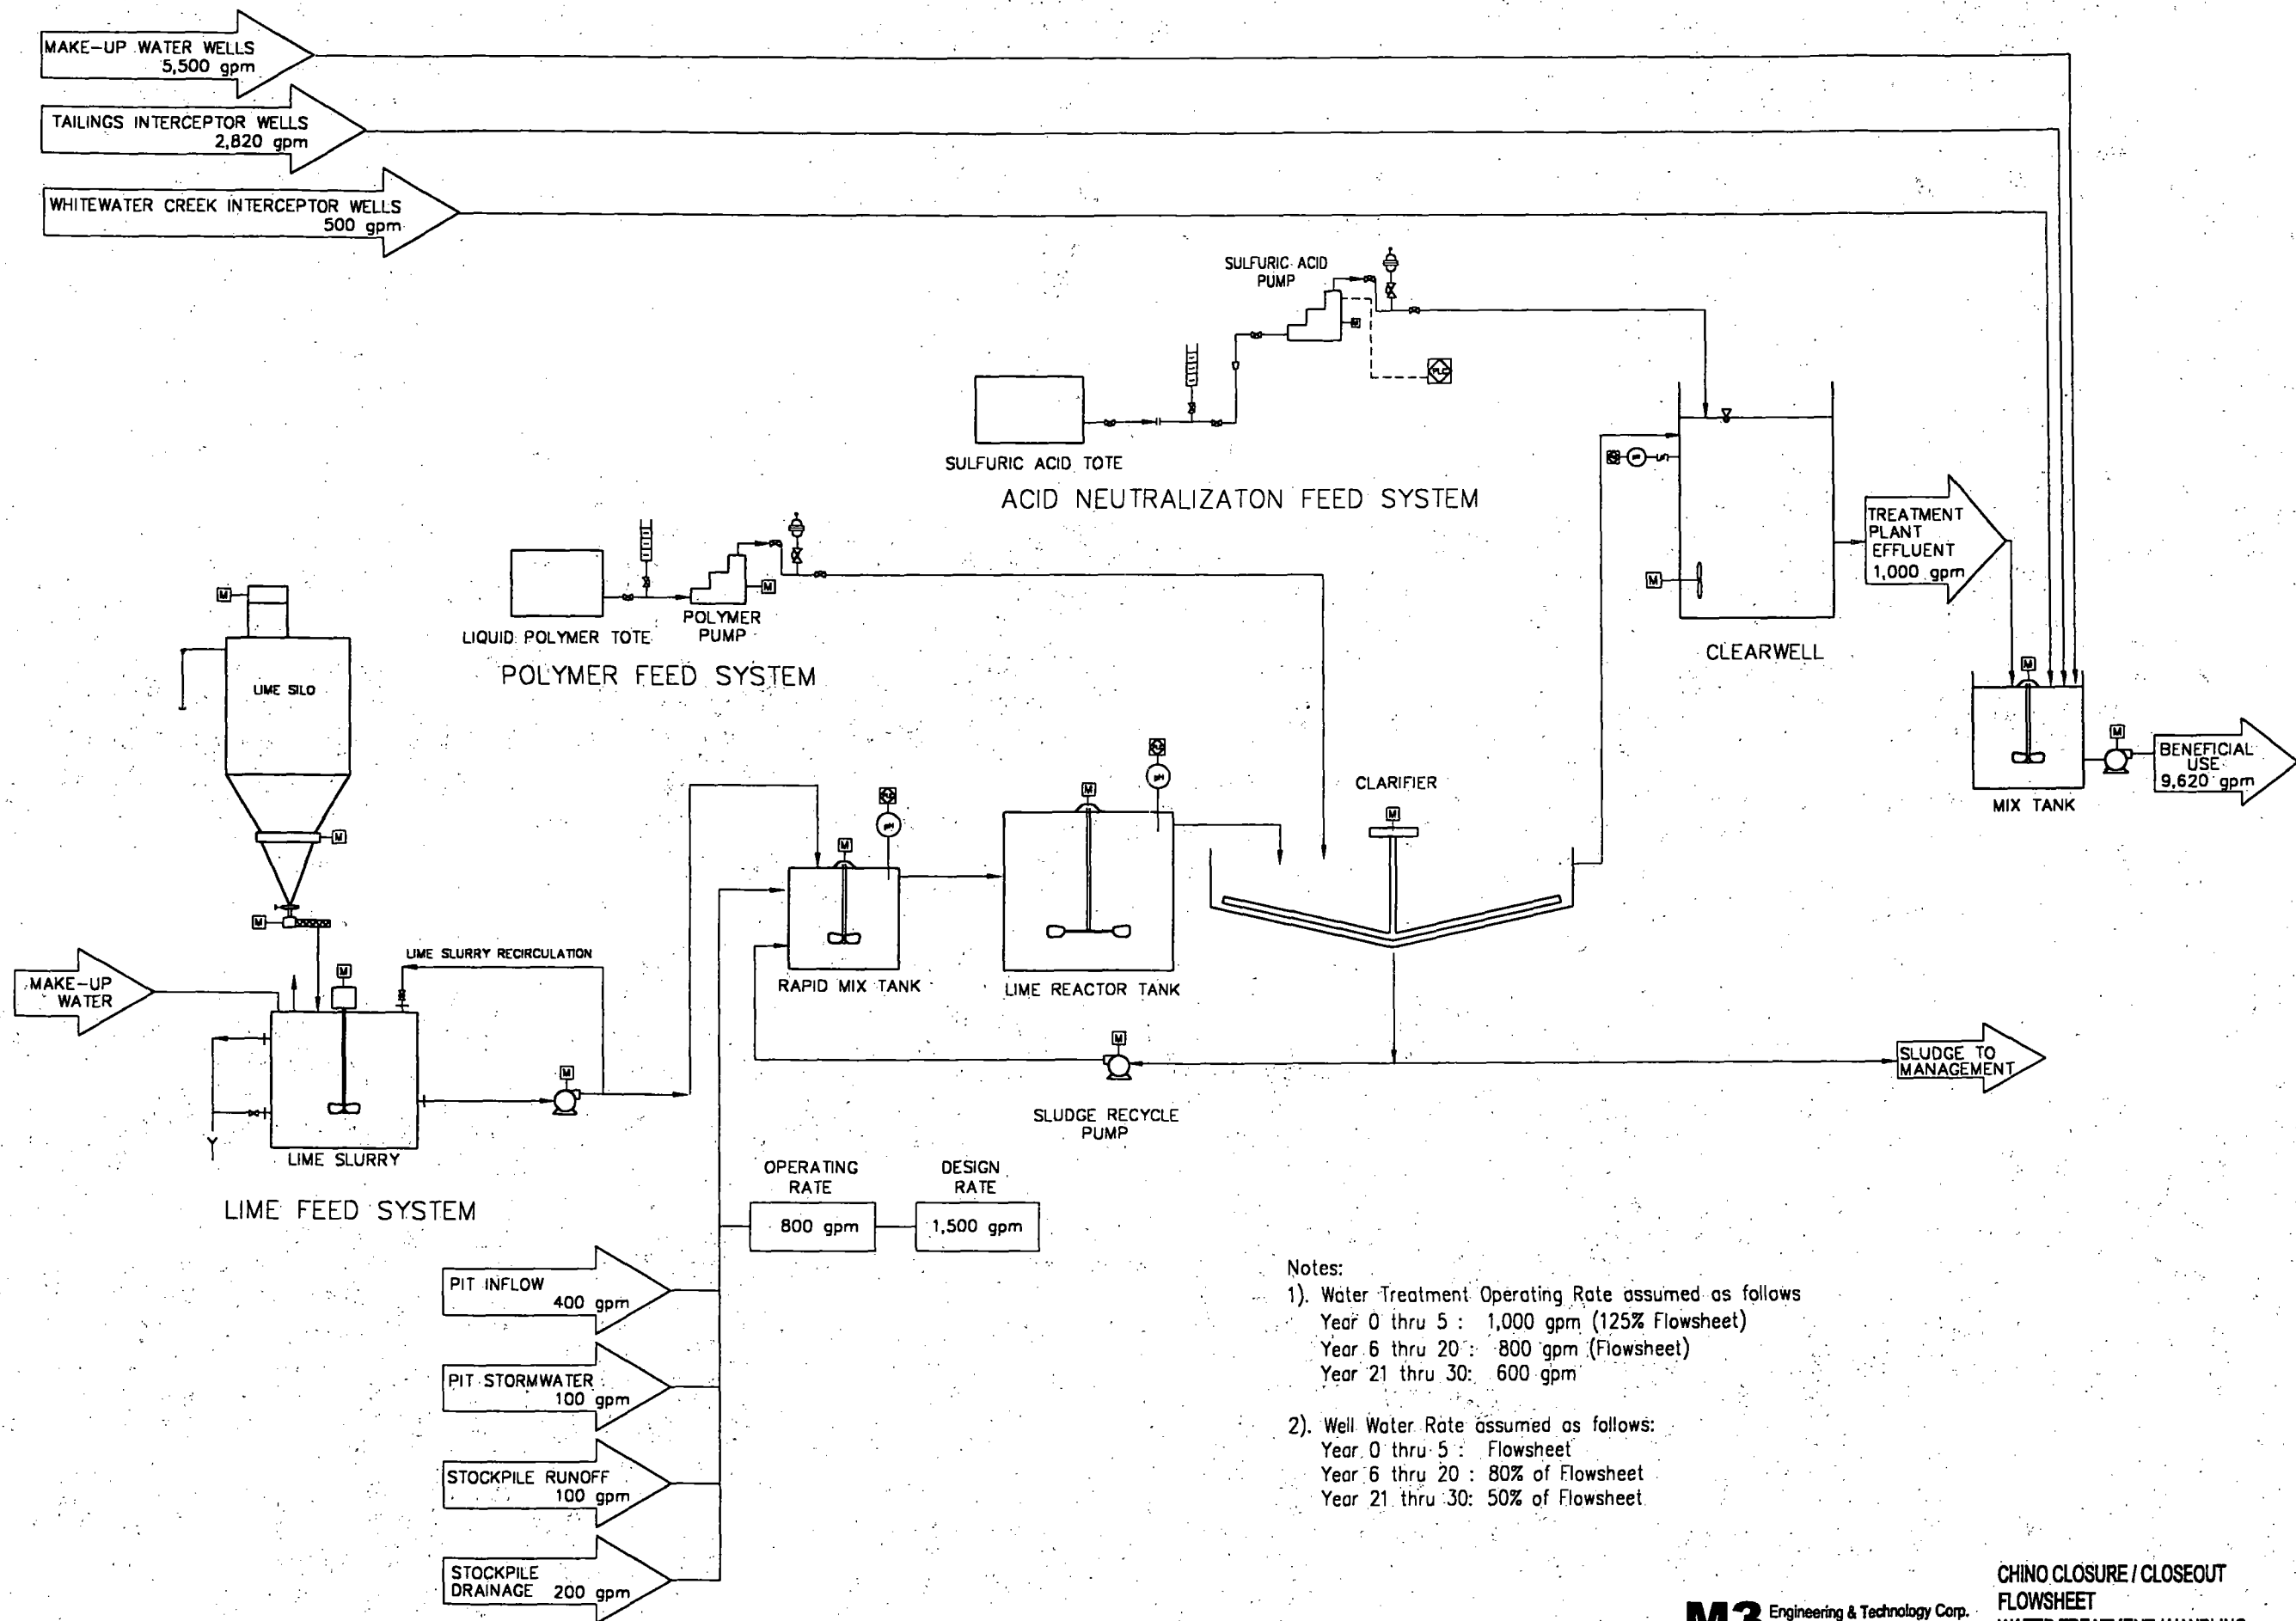 MAKE-UP WATER WELLS
5,500 gpm
TAILINGS INTERCEPTOR WELLS
2,820 gpm
WHITEWATER CREEK INTERCEPTOR WELLS
500 gpm
SULFURIC ACID
PUMP
M
PLC
SULFURIC ACID TOTE
ACID NEUTRALIZATON FEED SYSTEM
TREATMENT
PLANT
EFFLUENT
1,000 gpm
M
CLEARWELL
M
LIQUID POLYMER TOTE
POLYMER
PUMP
POLYMER FEED SYSTEM
M
LIME SILO
M
M
M
BENEFICIAL
USE
9,620 gpm
MIX TANK
M
CLARIFIER
M
pH
M
pH
M
RAPID MIX TANK
LIME REACTOR TANK
M
LIME SLURRY RECIRCULATION
MAKE-UP
WATER
M
M
LIME SLURRY
LIME FEED SYSTEM
M
SLUDGE RECYCLE
PUMP
SLUDGE TO
MANAGEMENT
OPERATING
RATE
800 gpm
DESIGN
RATE
1,500 gpm
PIT INFLOW
400 gpm
PIT STORMWATER
100 gpm
STOCKPILE RUNOFF
100 gpm
STOCKPILE
DRAINAGE 200 gpm
Notes:
1). Water Treatment Operating Rate assumed as follows
Year 0 thru 5 : 1,000 gpm (125% Flowsheet)
Year 6 thru 20 : 800 gpm (Flowsheet)
Year 21 thru 30: 600 gpm
2). Well Water Rate assumed as follows:
Year 0 thru 5 : Flowsheet
Year 6 thru 20 : 80% of Flowsheet
Year 21 thru 30: 50% of Flowsheet
M3 Engineering & Technology Corp.
CHINO CLOSURE / CLOSEOUT
FLOWSHEET
WATER TREATMENT / HANDLING